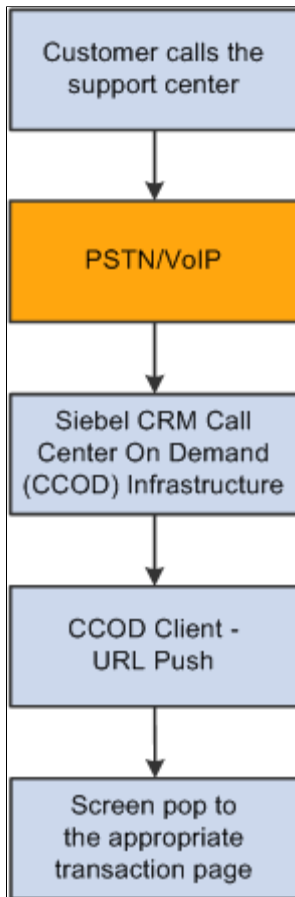 Customer calls the
support center
PSTN/VoIP
Siebel CRM Call
Center On Demand
(CCOD) Infrastructure
CCOD Client -
URL Push
Screen pop to
the appropriate
transaction page